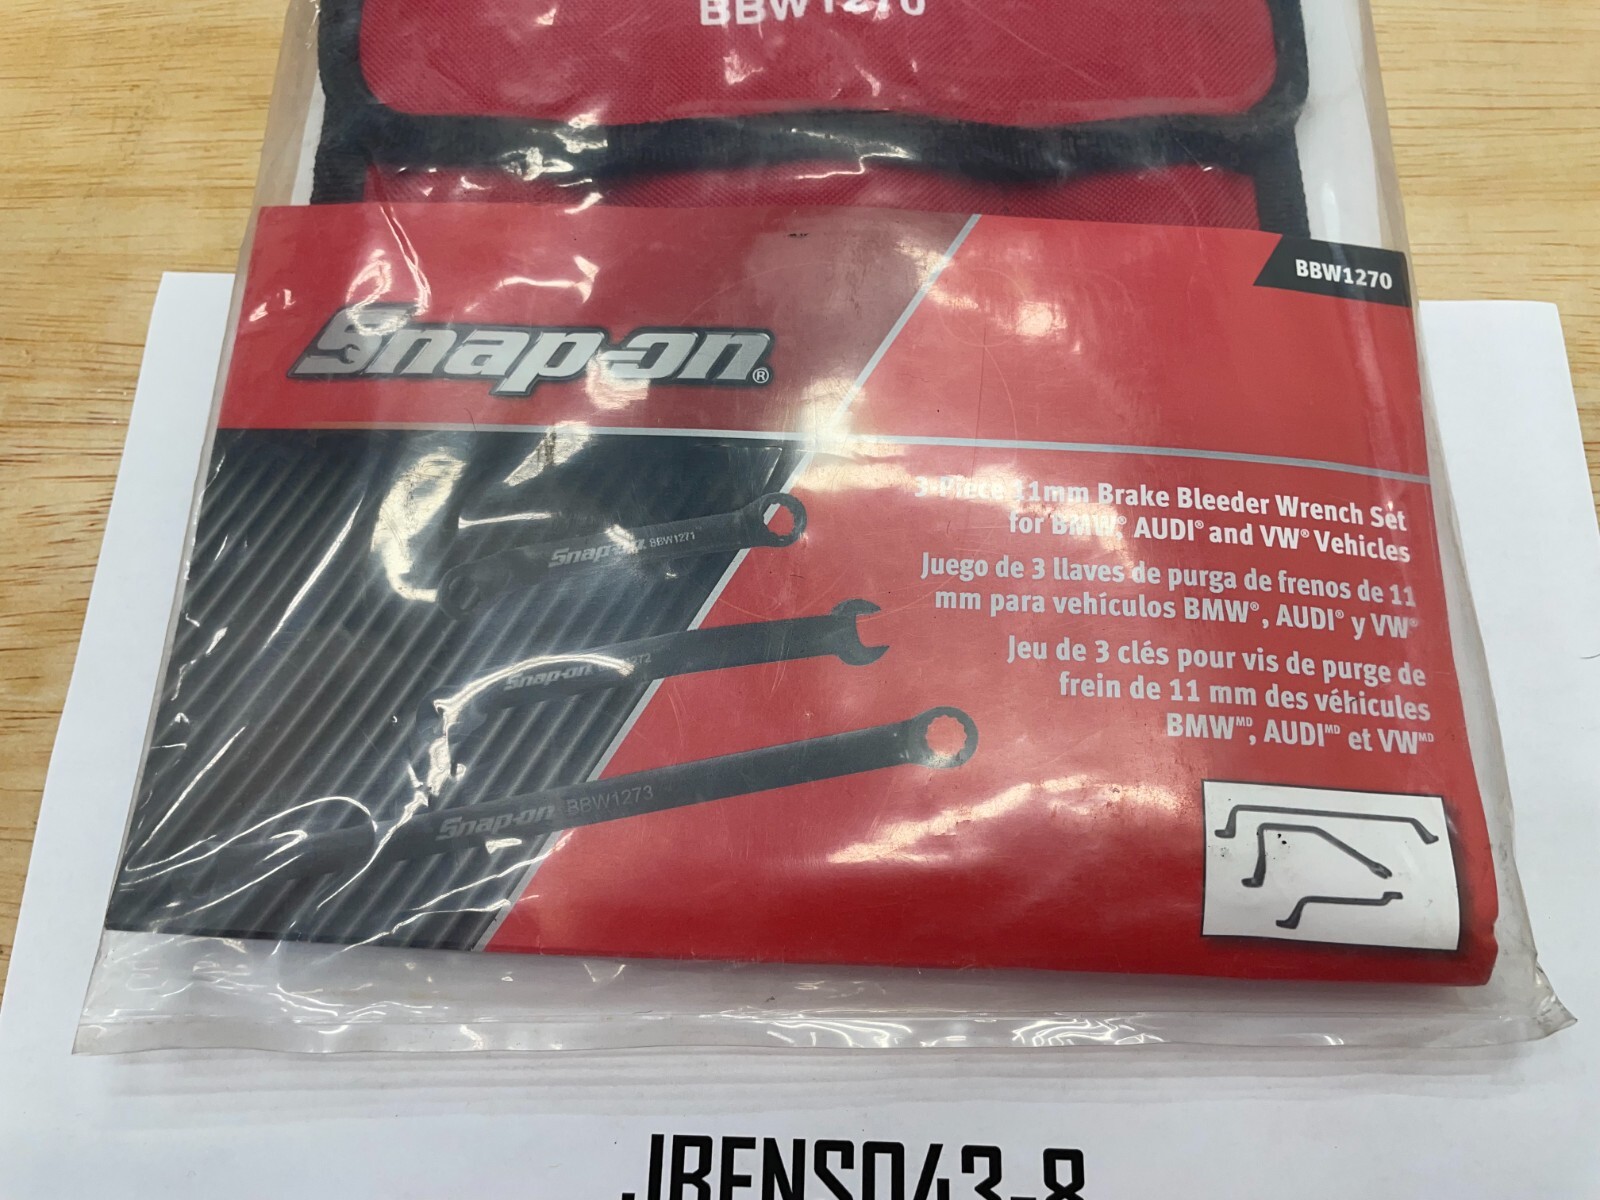 BBW1270
BBW1270
Snap-on®
3-Piece 11mm Brake Bleeder Wrench Set
for BMW®, AUDI® and VW® Vehicles
Juego de 3 llaves de purga de frenos de 11
mm para vehículos BMW®, AUDI® y VW®
Jeu de 3 clés pour vis de purge de
frein de 11 mm des véhicules
BMWMD, AUDIMD et VWMD
Snap-on BBW1271
Snap-on
Snap-on BBW1273
JBENS043-8